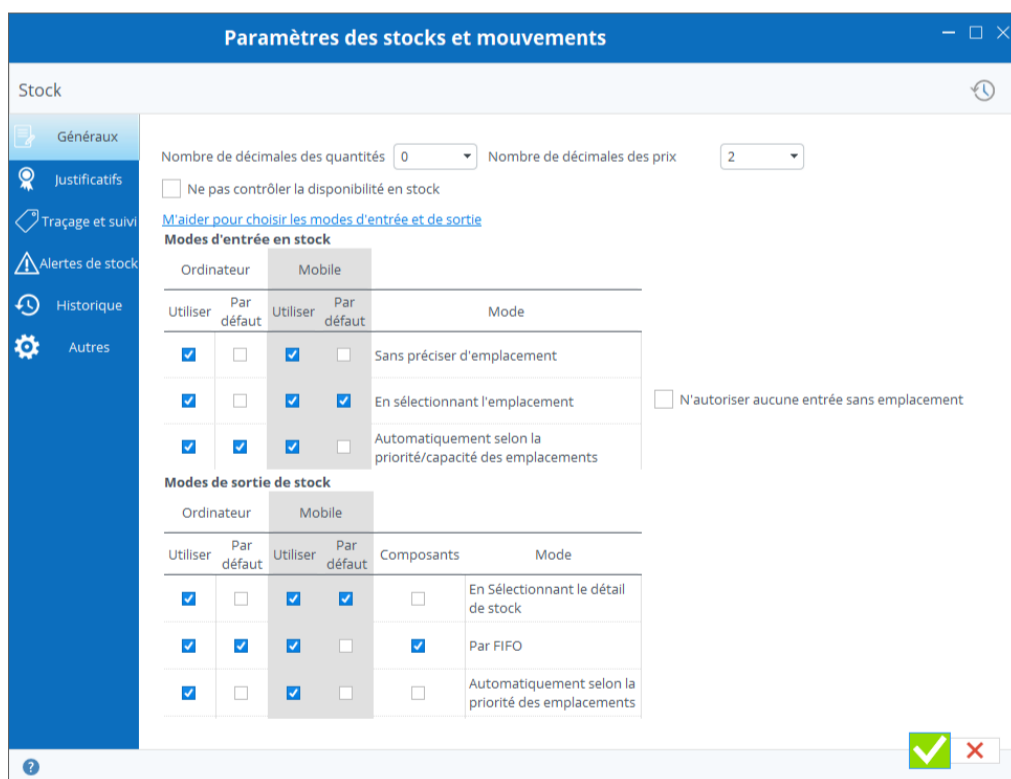 Paramètres des stocks et mouvements
Stock
Généraux
Justificatifs
Traçage et suivi
Alertes de stock
Historique
Autres
Nombre de décimales des quantités 0 Nombre de décimales des prix 2
Ne pas contrôler la disponibilité en stock
M'aider pour choisir les modes d'entrée et de sortie
Modes d'entrée en stock
Ordinateur Mobile
Utiliser Par défaut Utiliser Par défaut Mode
Sans préciser d'emplacement
En sélectionnant l'emplacement
N'autoriser aucune entrée sans emplacement
Automatiquement selon la
priorité/capacité des emplacements
Modes de sortie de stock
Ordinateur Mobile
Utiliser Par défaut Utiliser Par défaut Composants Mode
En Sélectionnant le détail
de stock
Par FIFO
Automatiquement selon la
priorité des emplacements
?